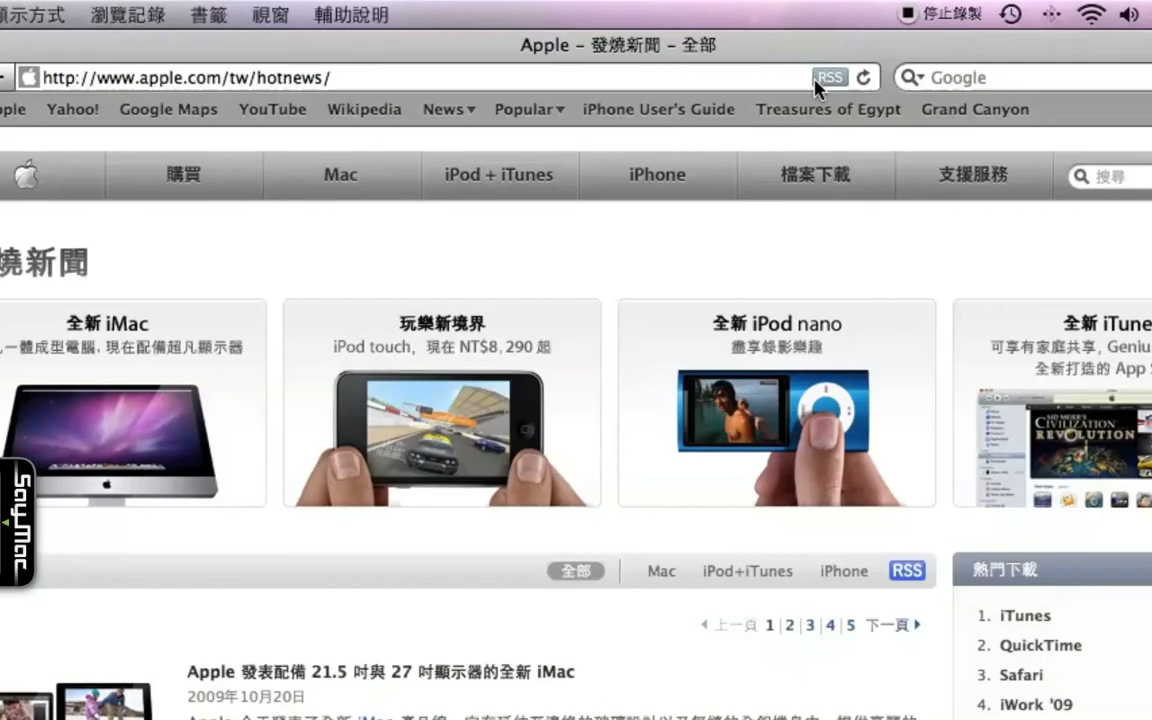 顯示方式 瀏覽記錄 書籤 視窗 輔助說明 停止錄製
Apple – 發燒新聞 – 全部
http://www.apple.com/tw/hotnews/ RSS Google
Yahoo! Google Maps YouTube Wikipedia News Popular iPhone User's Guide Treasures of Egypt Grand Canyon
購買 Mac iPod + iTunes iPhone 檔案下載 支援服務 搜尋
燒新聞
全新 iMac
一體成型電腦, 現在配備超凡顯示器
玩樂新境界
iPod touch, 現在 NT$8,290 起
全新 iPod nano
盡享錄影樂趣
全新 iTune
可享有家庭共享, Geniu
全新打造的 App S
SID MEIER'S
CIVILIZATION
REVOLUTION
SayMac
全部 Mac iPod+iTunes iPhone RSS
上一頁 1 | 2 | 3 | 4 | 5 下一頁
熱門下載
1. iTunes
2. QuickTime
3. Safari
4. iWork '09
Apple 發表配備 21.5 吋與 27 吋顯示器的全新 iMac
2009年10月20日